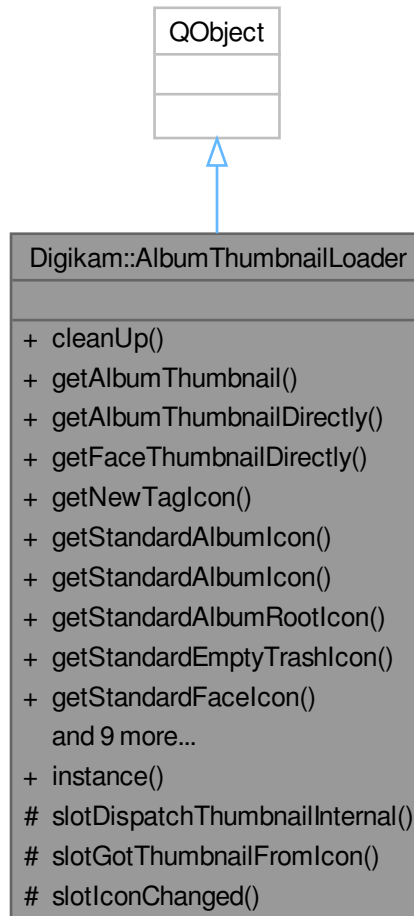 QObject
Digikam::AlbumThumbnailLoader
+ cleanUp()
+ getAlbumThumbnail()
+ getAlbumThumbnailDirectly()
+ getFaceThumbnailDirectly()
+ getNewTagIcon()
+ getStandardAlbumIcon()
+ getStandardAlbumIcon()
+ getStandardAlbumRootIcon()
+ getStandardEmptyTrashIcon()
+ getStandardFaceIcon()
and 9 more...
+ instance()
# slotDispatchThumbnailInternal()
# slotGotThumbnailFromIcon()
# slotIconChanged()